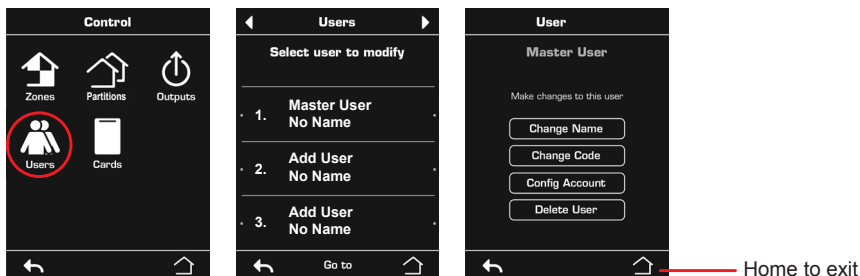 Control
Zones
Partitions
Outputs
Users
Cards
Users
Select user to modify
1. Master User
No Name
2. Add User
No Name
3. Add User
No Name
Go to
User
Master User
Make changes to this user
Change Name
Change Code
Config Account
Delete User
Home to exit